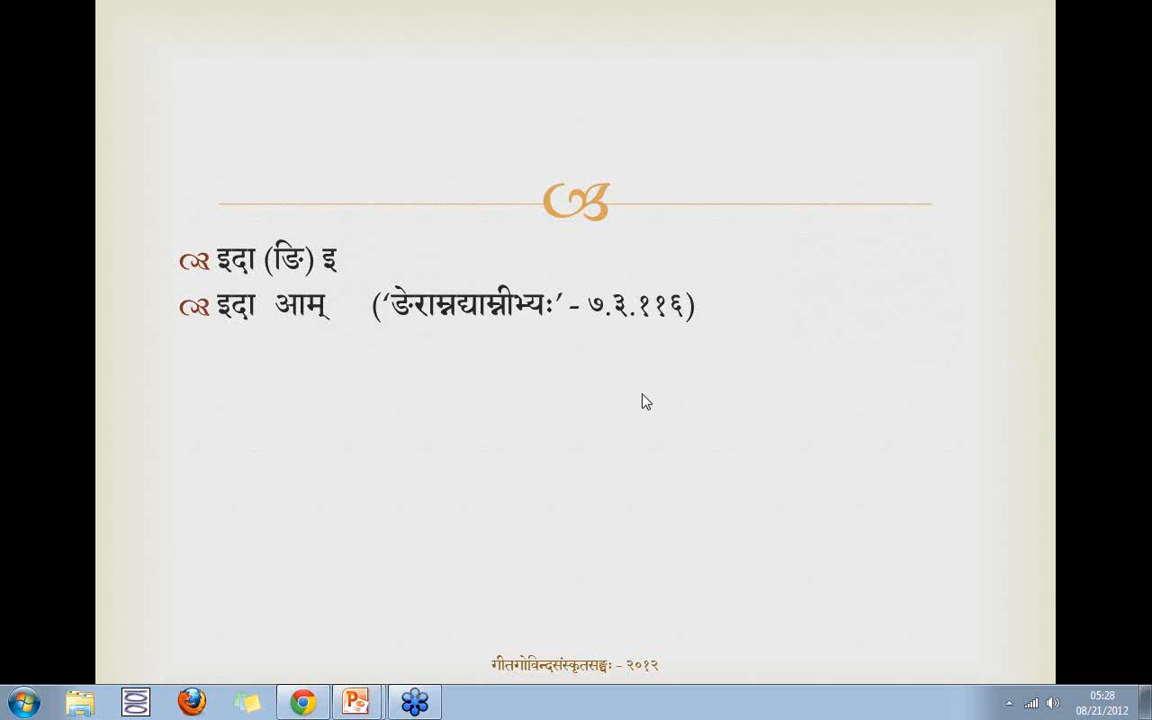 इदा (ङि) इ
इदा आम् ('ङेराम्नद्याम्नीभ्यः' - ७.३.११६)
गीतगोविन्दसंस्कृतसङ्घः - २०१२
05:28
08/21/2012